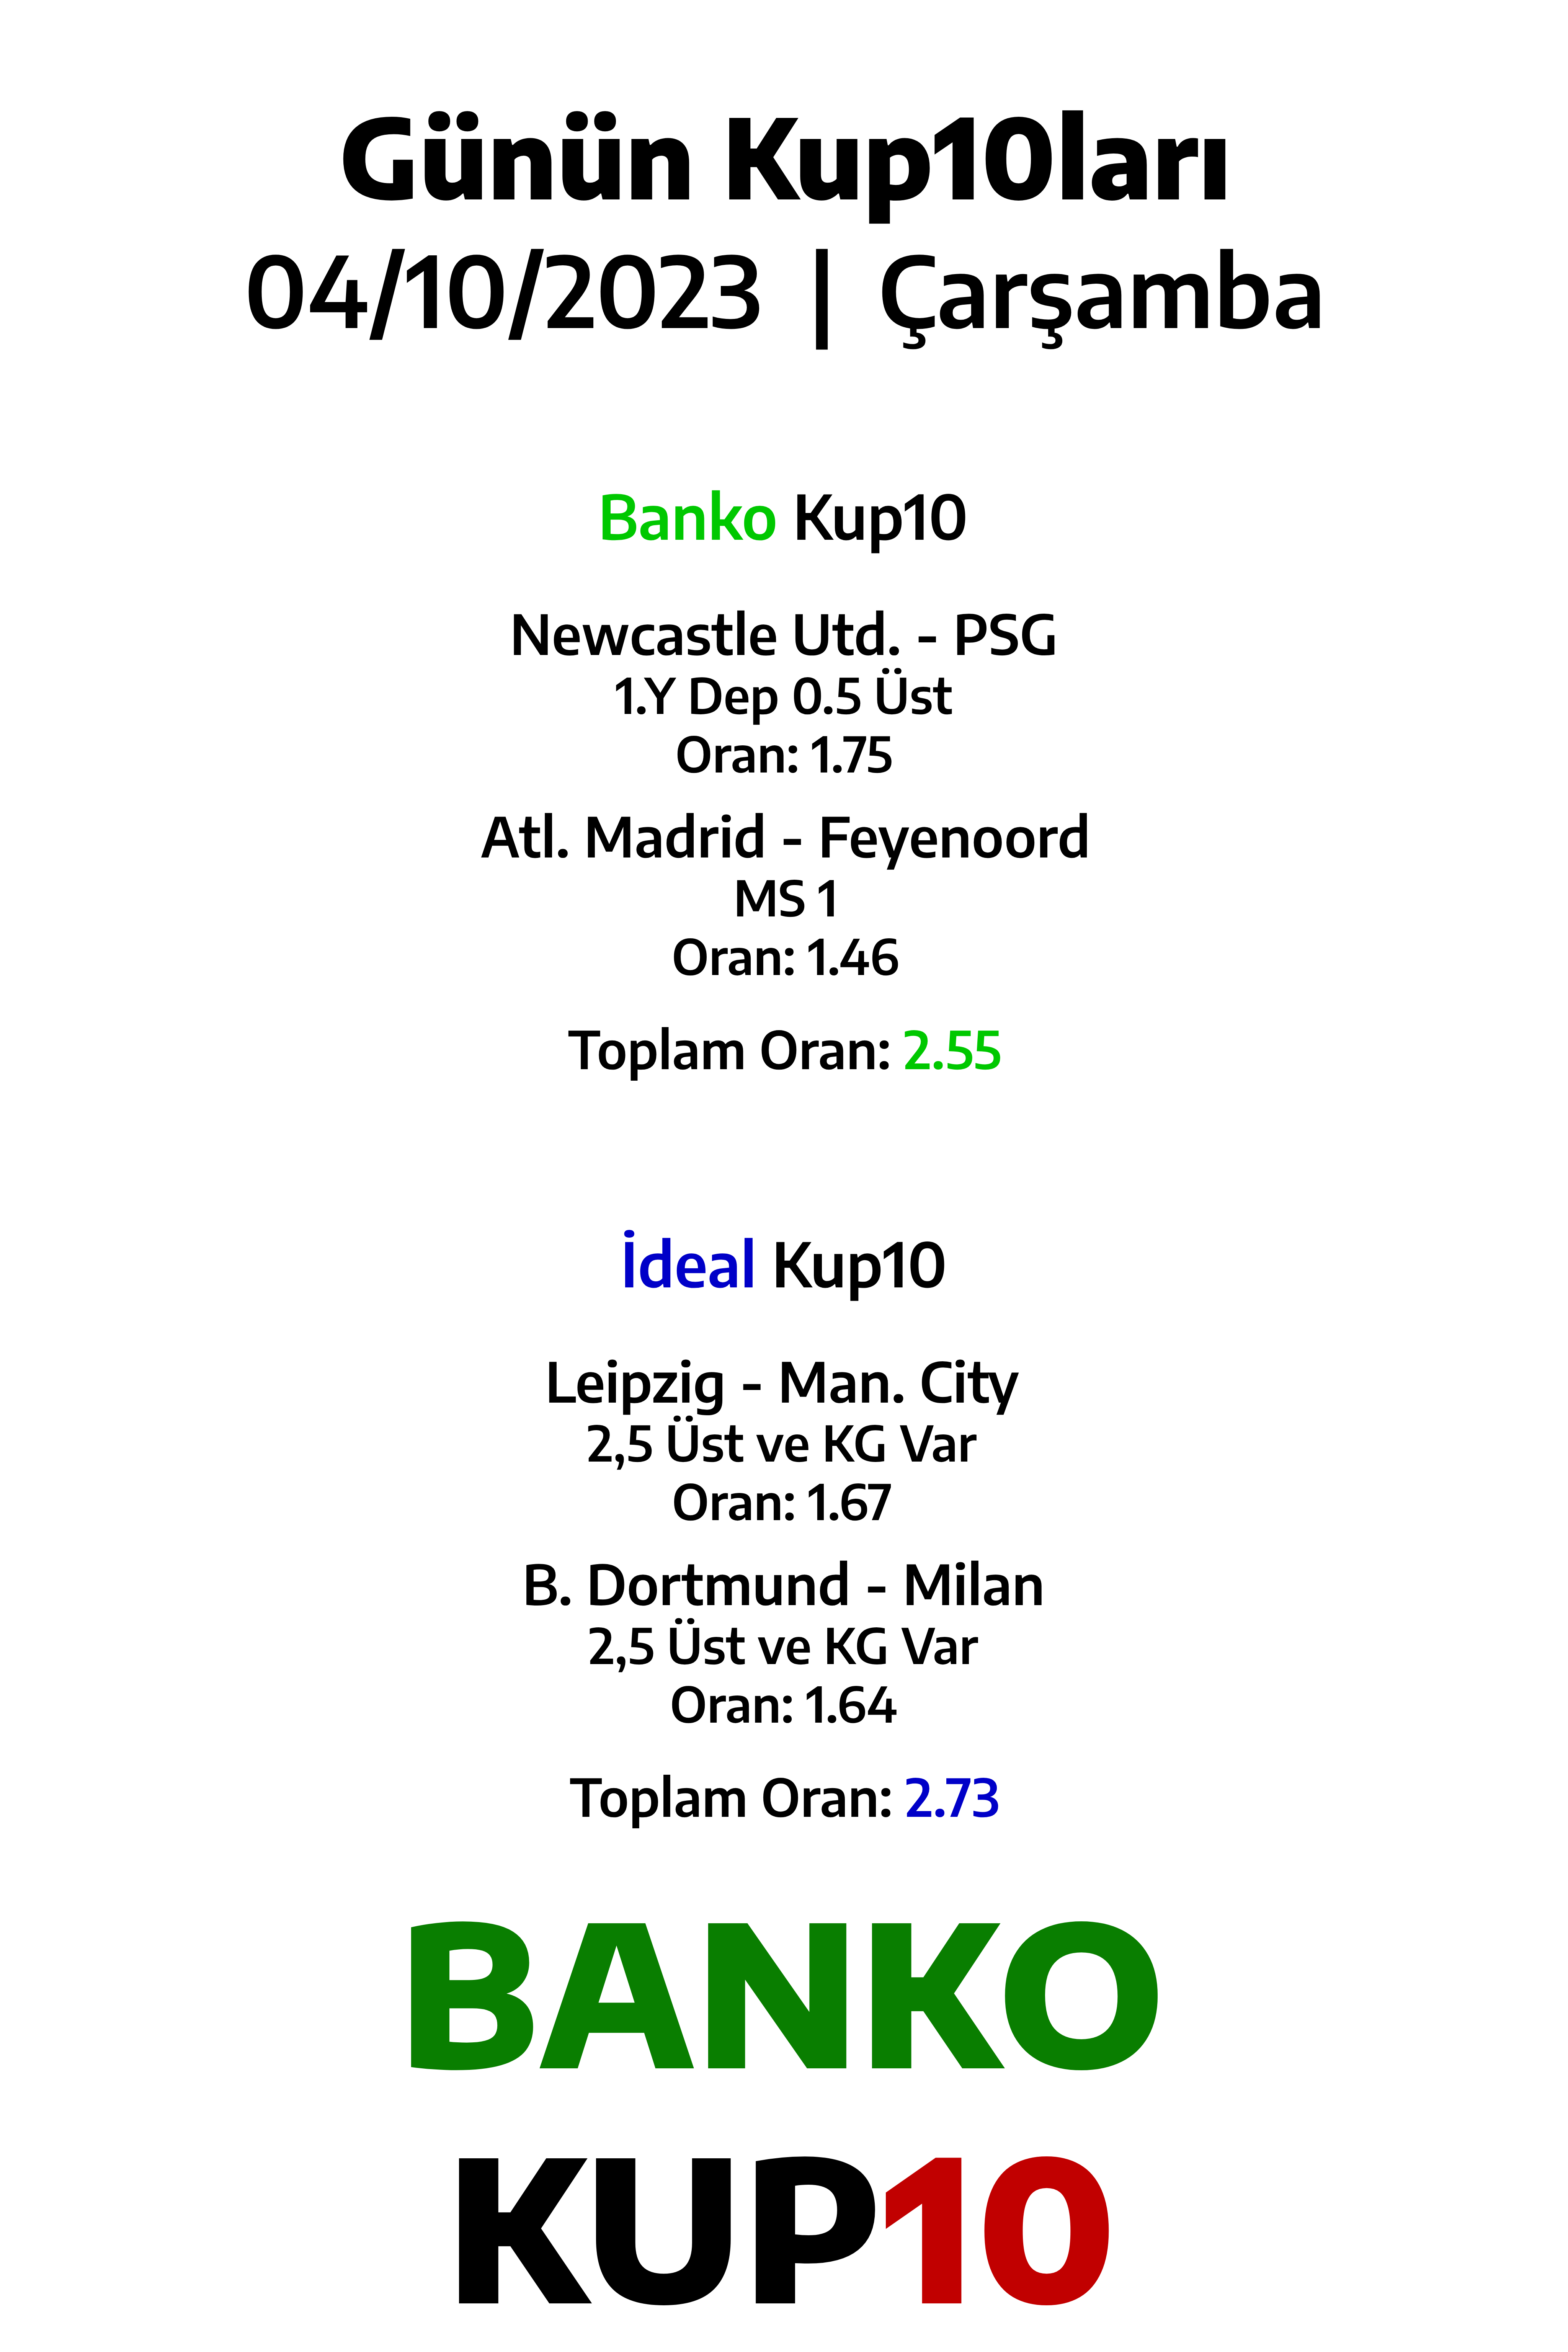 Günün Kup10ları
04/10/2023 | Çarşamba
Banko Kup10
Newcastle Utd. - PSG
1.Y Dep 0.5 Üst
Oran: 1.75
Atl. Madrid - Feyenoord
MS 1
Oran: 1.46
Toplam Oran: 2.55
İdeal Kup10
Leipzig - Man. City
2,5 Üst ve KG Var
Oran: 1.67
B. Dortmund - Milan
2,5 Üst ve KG Var
Oran: 1.64
Toplam Oran: 2.73
BANKO
KUP10